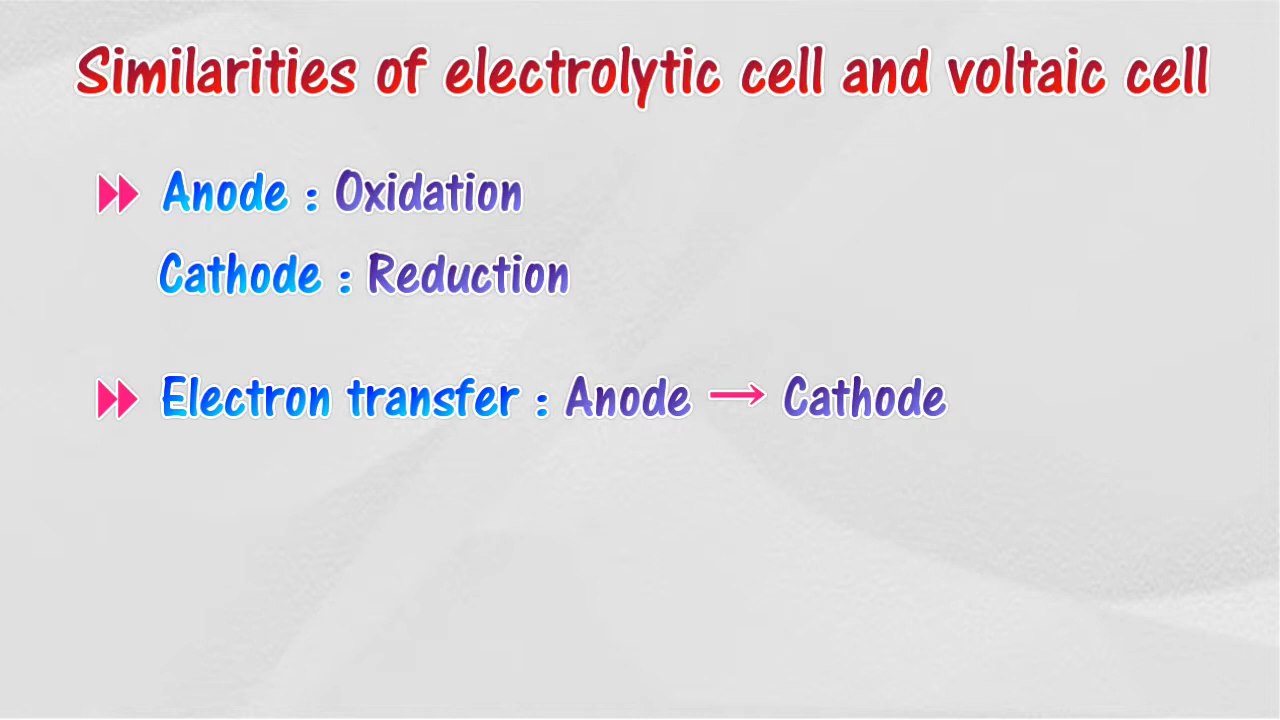 Similarities of electrolytic cell and voltaic cell
Anode : Oxidation
Cathode : Reduction
Electron transfer : Anode → Cathode